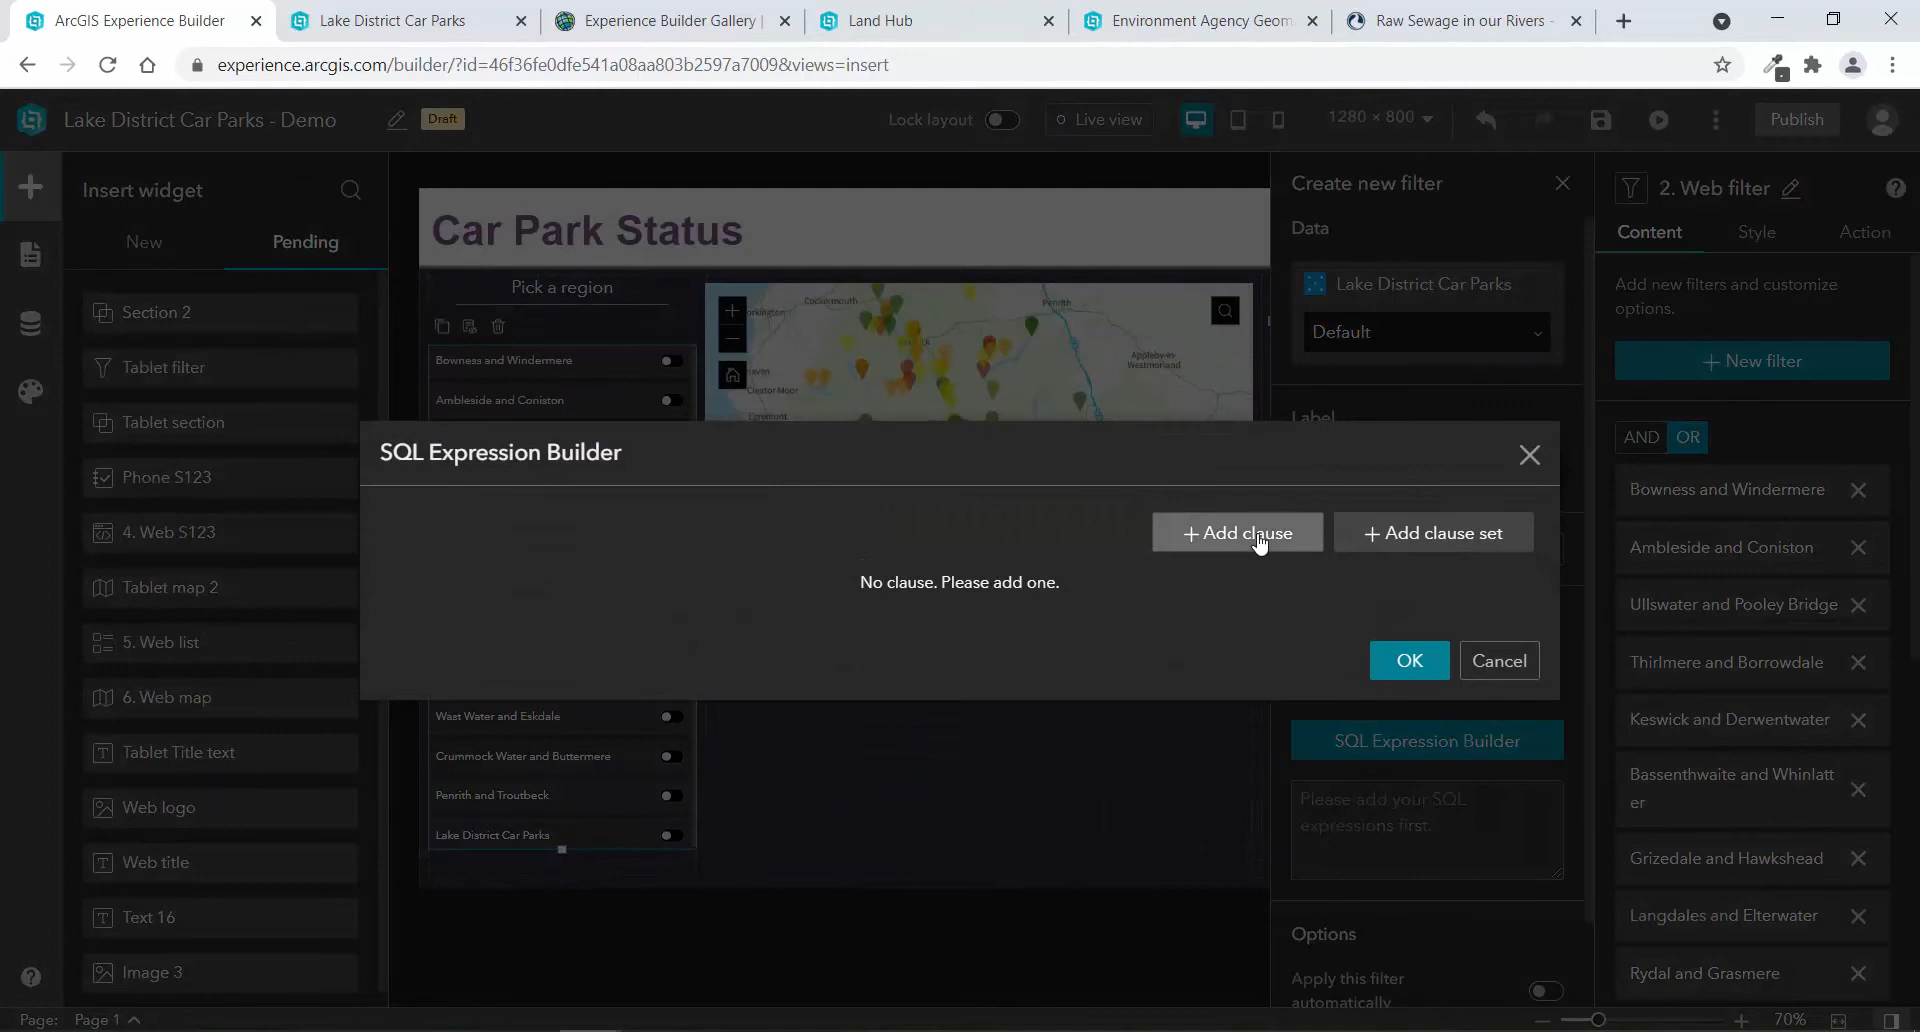 ArcGIS Experience Builder
Lake District Car Parks
Experience Builder Gallery |
Land Hub
Environment Agency Geom
Raw Sewage in our Rivers -
experience.arcgis.com/builder/?id=46f36fe0dfe541a08aa803b2597a7009&views=insert
Lake District Car Parks - Demo
Draft
Lock layout
Live view
1280 × 800
Publish
Insert widget
New
Pending
Section 2
Tablet filter
Tablet section
Phone S123
4. Web S123
Tablet map 2
5. Web list
6. Web map
Tablet Title text
Web logo
Web title
Text 16
Image 3
Car Park Status
Pick a region
Bowness and Windermere
Ambleside and Coniston
Wast Water and Eskdale
Crummock Water and Buttermere
Penrith and Troutbeck
Lake District Car Parks
Cockermouth
orkington
Penrith
Appleby-in-
Westmorland
haven
Cleator Moor
Egremont
SQL Expression Builder
+ Add clause
+ Add clause set
No clause. Please add one.
OK
Cancel
Create new filter
Data
Lake District Car Parks
Default
Label
SQL Expression Builder
Please add your SQL
expressions first.
Options
Apply this filter
automatically
2. Web filter
Content
Style
Action
Add new filters and customize
options.
+ New filter
AND OR
Bowness and Windermere
Ambleside and Coniston
Ullswater and Pooley Bridge
Thirlmere and Borrowdale
Keswick and Derwentwater
Bassenthwaite and Whinlatt
er
Grizedale and Hawkshead
Langdales and Elterwater
Rydal and Grasmere
Page: Page 1
70%